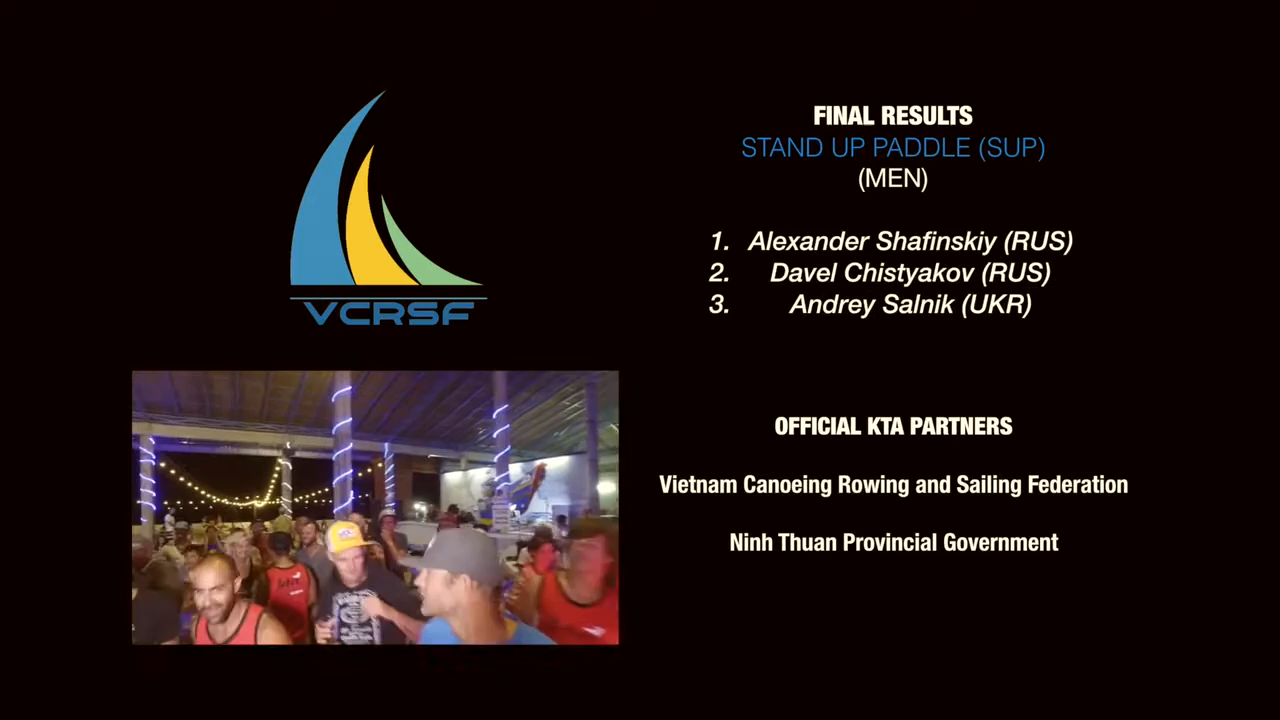 VCRSF
FINAL RESULTS
STAND UP PADDLE (SUP)
(MEN)
1. Alexander Shafinskiy (RUS)
2. Davel Chistyakov (RUS)
3. Andrey Salnik (UKR)
OFFICIAL KTA PARTNERS
Vietnam Canoeing Rowing and Sailing Federation
Ninh Thuan Provincial Government